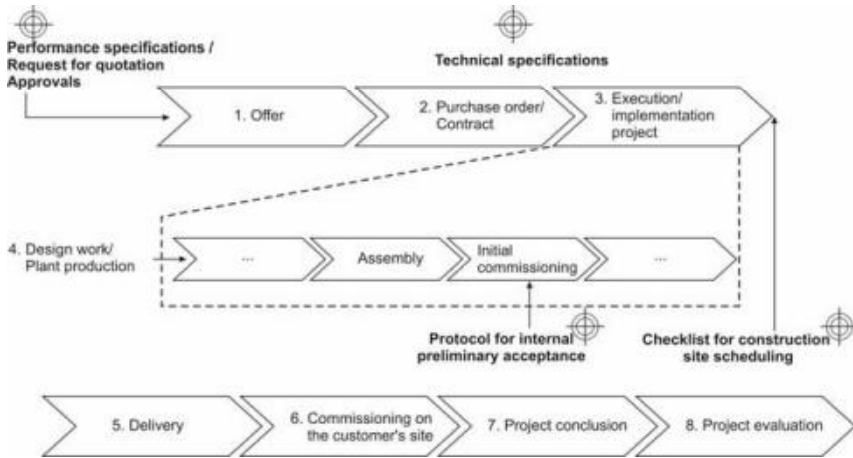 Performance specifications /
Request for quotation
Approvals
Technical specifications
1. Offer
2. Purchase order/
Contract
3. Execution/
implementation
project
4. Design work/
Plant production
...
Assembly
Initial
commissioning
...
Protocol for internal
preliminary acceptance
Checklist for construction
site scheduling
5. Delivery
6. Commissioning on
the customer's site
7. Project conclusion
8. Project evaluation